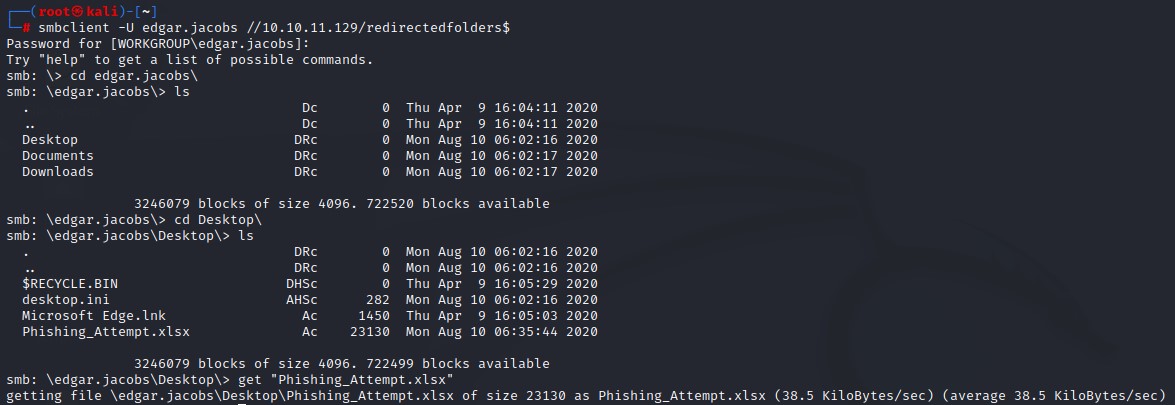 ┌──(root㉿kali)-[~]
└─# smbclient -U edgar.jacobs //10.10.11.129/redirectedfolders$
Password for [WORKGROUP\edgar.jacobs]:
Try "help" to get a list of possible commands.
smb: \> cd edgar.jacobs\
smb: \edgar.jacobs\> ls
  .                                  Dc        0  Thu Apr  9 16:04:11 2020
  ..                                 Dc        0  Thu Apr  9 16:04:11 2020
  Desktop                           DRc        0  Mon Aug 10 06:02:16 2020
  Documents                         DRc        0  Mon Aug 10 06:02:17 2020
  Downloads                         DRc        0  Mon Aug 10 06:02:17 2020
                3246079 blocks of size 4096. 722520 blocks available
smb: \edgar.jacobs\> cd Desktop\
smb: \edgar.jacobs\Desktop\> ls
  .                                 DRc        0  Mon Aug 10 06:02:16 2020
  ..                                DRc        0  Mon Aug 10 06:02:16 2020
  $RECYCLE.BIN                     DHSc        0  Thu Apr  9 16:05:29 2020
  desktop.ini                      AHSc      282  Mon Aug 10 06:02:16 2020
  Microsoft Edge.lnk                 Ac     1450  Thu Apr  9 16:05:03 2020
  Phishing_Attempt.xlsx              Ac    23130  Mon Aug 10 06:35:44 2020
                3246079 blocks of size 4096. 722499 blocks available
smb: \edgar.jacobs\Desktop\> get "Phishing_Attempt.xlsx"
getting file \edgar.jacobs\Desktop\Phishing_Attempt.xlsx of size 23130 as Phishing_Attempt.xlsx (38.5 KiloBytes/sec) (average 38.5 KiloBytes/sec)